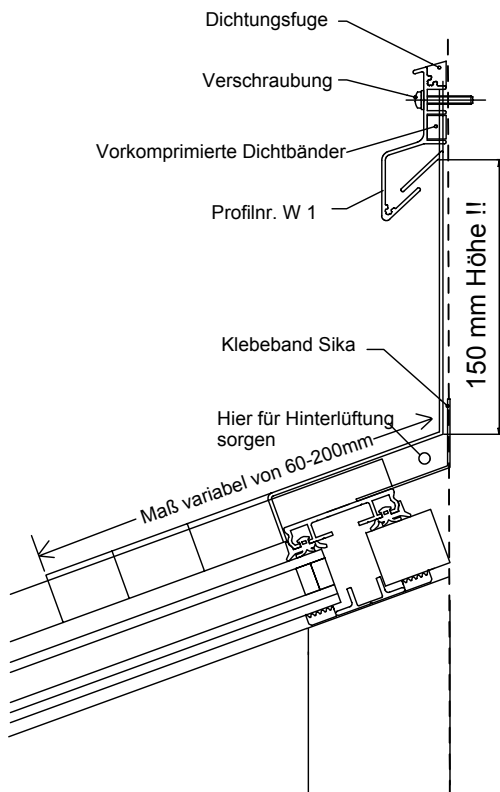 Dichtungsfuge
Verschraubung
Vorkomprimierte Dichtbänder
Profilnr. W 1
150 mm Höhe !!
Klebeband Sika
Hier für Hinterlüftung
sorgen
Maß variabel von 60-200mm